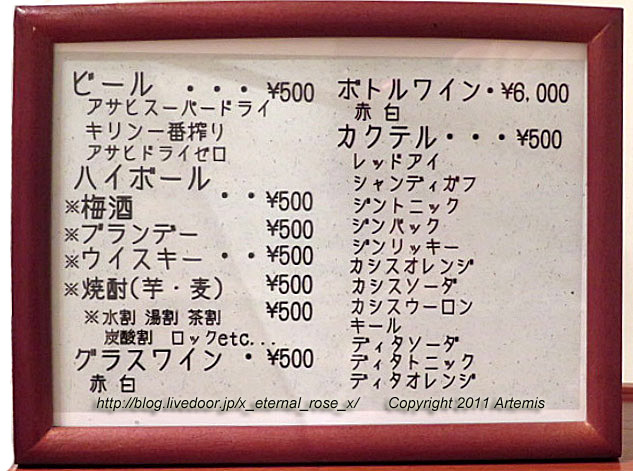 ビール ・・・¥500
アサヒスーパードライ
キリン一番搾り
アサヒドライゼロ
ハイボール
・・¥500
※梅酒
¥500
※ブランデー
¥500
※ウイスキー・・
¥500
※焼酎(芋・麦)
¥500
※水割 湯割 茶割
炭酸割 ロックetc...
グラスワイン ・¥500
赤 白
ボトルワイン・¥6,000
赤 白
カクテル・・・¥500
レッドアイ
シャンディガフ
ジントニック
ジンバック
ジンリッキー
カシスオレンジ
カシスソーダ
カシスウーロン
キール
ディタソーダ
ディタトニック
ディタオレンジ
http://blog.livedoor.jp/x_eternal_rose_x/ Copyright 2011 Artemis